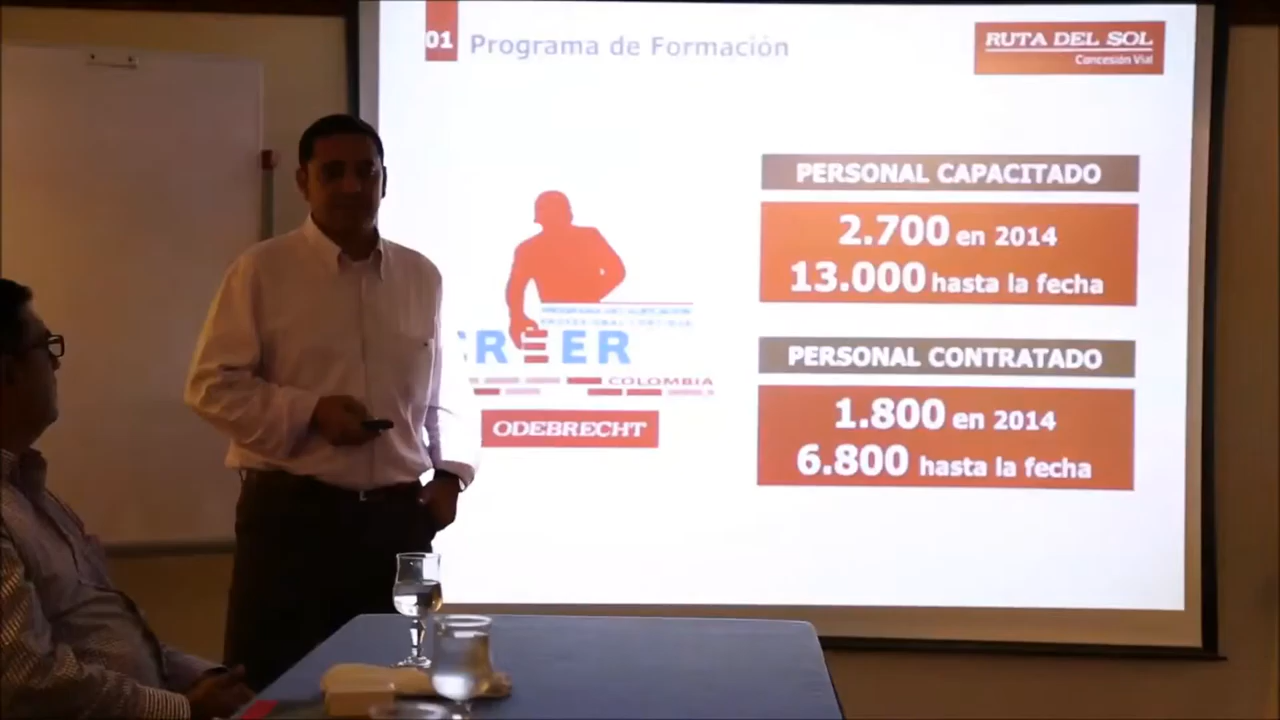 01 Programa de Formación
RUTA DEL SOL
Concesión Vial
PERSONAL CAPACITADO
2.700 en 2014
13.000 hasta la fecha
CREER
COLOMBIA
ODEBRECHT
PERSONAL CONTRATADO
1.800 en 2014
6.800 hasta la fecha